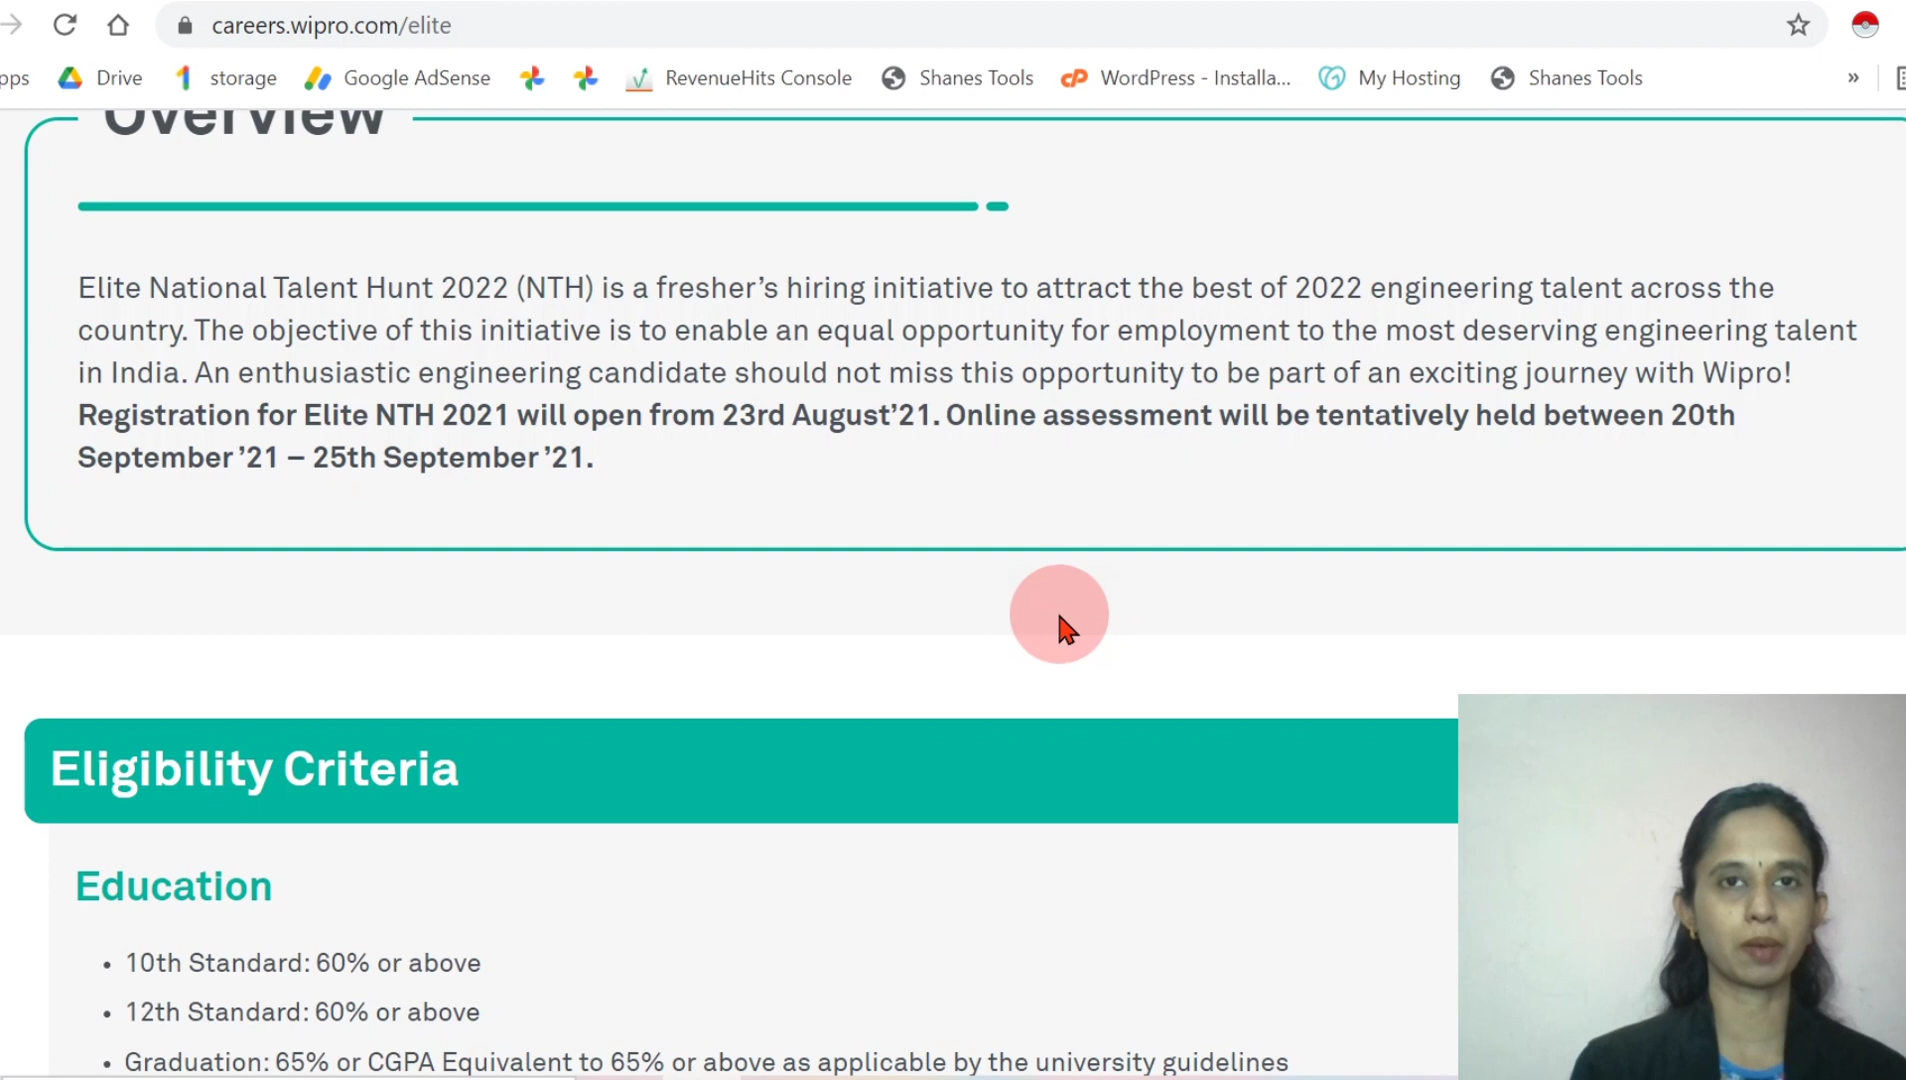 careers.wipro.com/elite
pps Drive storage Google AdSense RevenueHits Console Shanes Tools cP WordPress - Installa... My Hosting Shanes Tools »
Overview
Elite National Talent Hunt 2022 (NTH) is a fresher’s hiring initiative to attract the best of 2022 engineering talent across the
country. The objective of this initiative is to enable an equal opportunity for employment to the most deserving engineering talent
in India. An enthusiastic engineering candidate should not miss this opportunity to be part of an exciting journey with Wipro!
Registration for Elite NTH 2021 will open from 23rd August’21. Online assessment will be tentatively held between 20th
September ’21 – 25th September ’21.
Eligibility Criteria
Education
• 10th Standard: 60% or above
• 12th Standard: 60% or above
• Graduation: 65% or CGPA Equivalent to 65% or above as applicable by the university guidelines